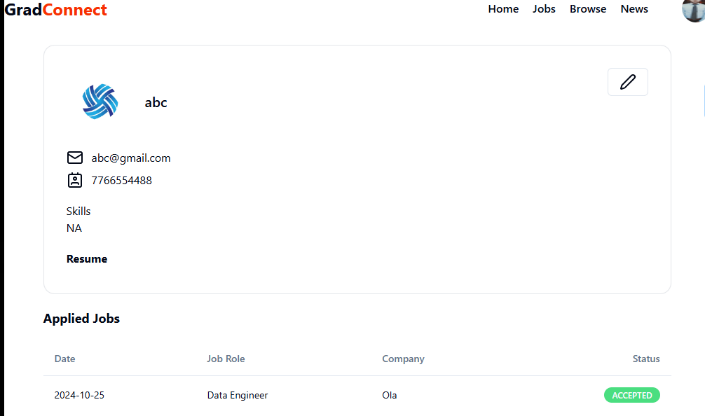 GradConnect Home Jobs Browse News
abc
abc@gmail.com
7766554488
Skills
NA
Resume
Applied Jobs
Date Job Role Company Status
2024-10-25 Data Engineer Ola ACCEPTED